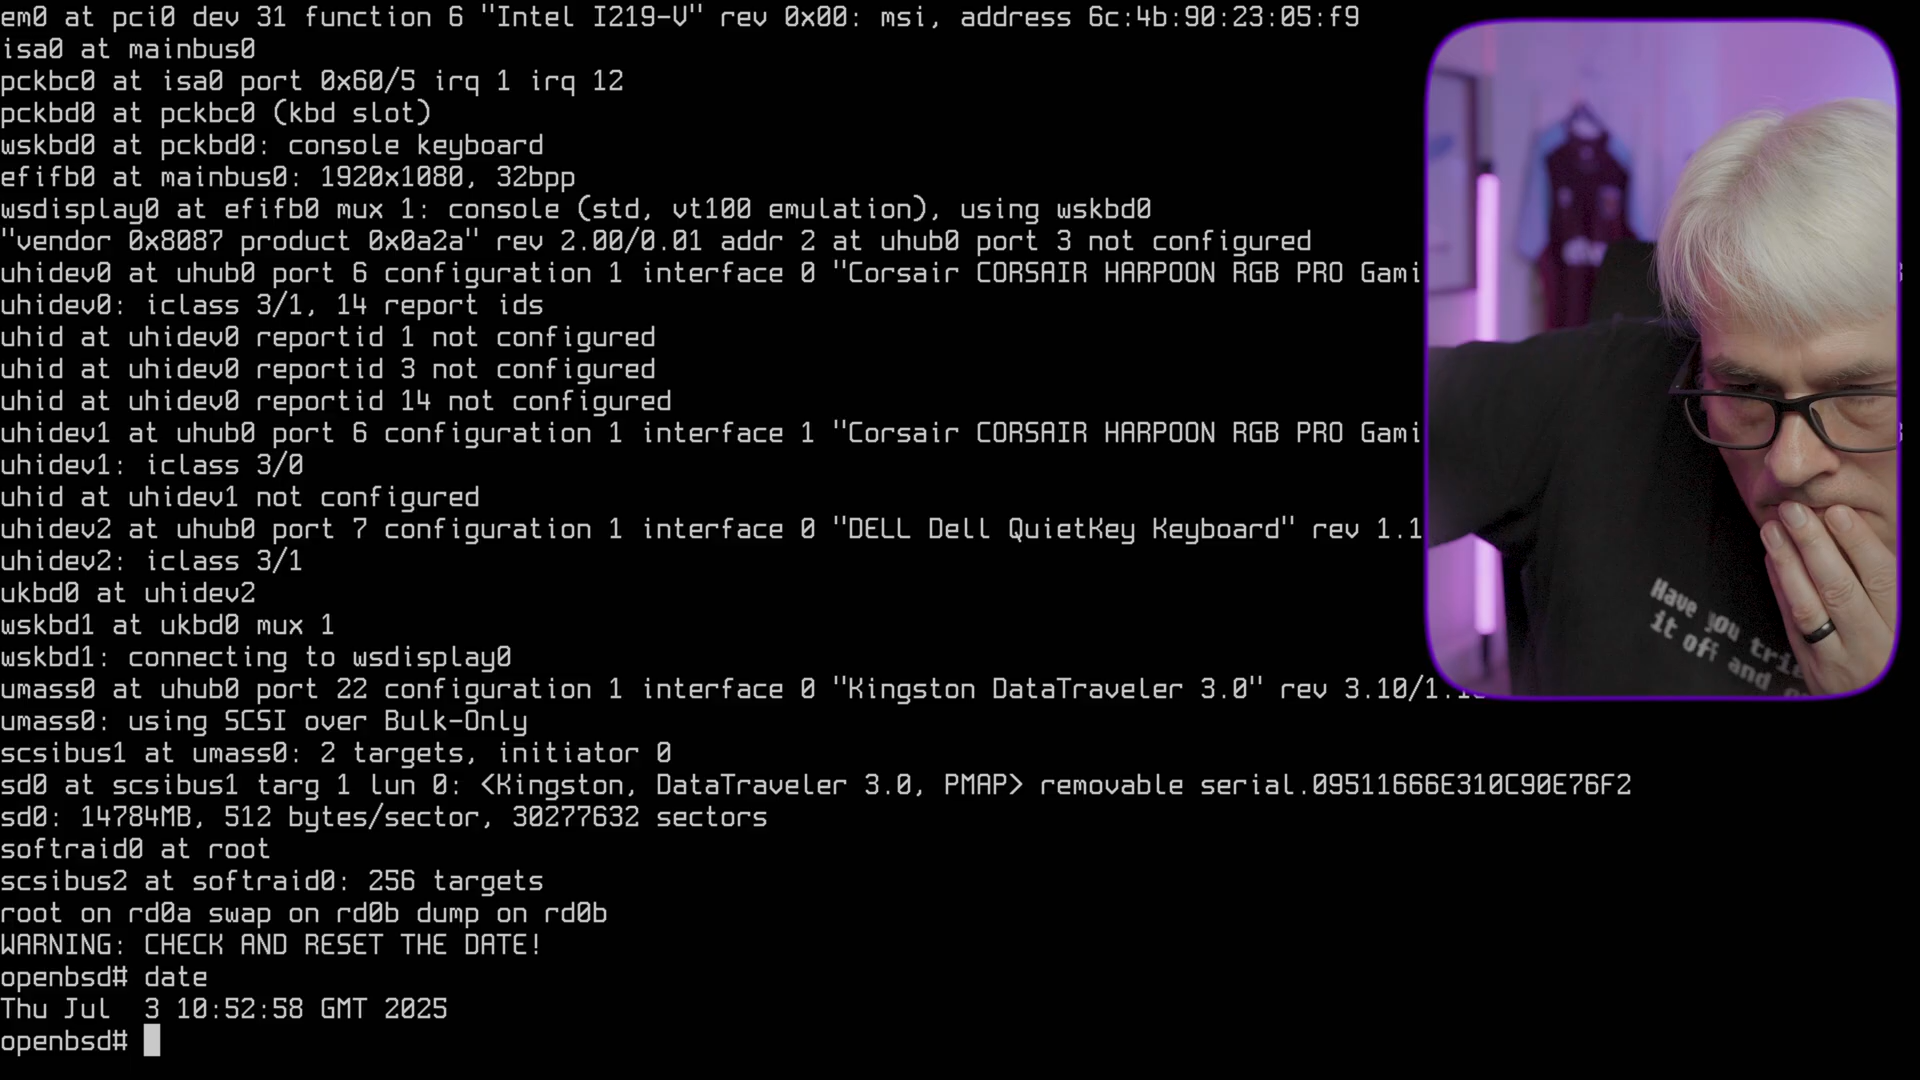 em0 at pci0 dev 31 function 6 "Intel I219-V" rev 0x00: msi, address 6c:4b:90:23:05:f9
isa0 at mainbus0
pckbc0 at isa0 port 0x60/5 irq 1 irq 12
pckbd0 at pckbc0 (kbd slot)
wskbd0 at pckbd0: console keyboard
efifb0 at mainbus0: 1920x1080, 32bpp
wsdisplay0 at efifb0 mux 1: console (std, vt100 emulation), using wskbd0
"vendor 0x8087 product 0x0a2a" rev 2.00/0.01 addr 2 at uhub0 port 3 not configured
uhidev0 at uhub0 port 6 configuration 1 interface 0 "Corsair CORSAIR HARPOON RGB PRO Gami
uhidev0: iclass 3/1, 14 report ids
uhid at uhidev0 reportid 1 not configured
uhid at uhidev0 reportid 3 not configured
uhid at uhidev0 reportid 14 not configured
uhidev1 at uhub0 port 6 configuration 1 interface 1 "Corsair CORSAIR HARPOON RGB PRO Gami
uhidev1: iclass 3/0
uhid at uhidev1 not configured
uhidev2 at uhub0 port 7 configuration 1 interface 0 "DELL Dell QuietKey Keyboard" rev 1.1
uhidev2: iclass 3/1
ukbd0 at uhidev2
wskbd1 at ukbd0 mux 1
wskbd1: connecting to wsdisplay0
umass0 at uhub0 port 22 configuration 1 interface 0 "Kingston DataTraveler 3.0" rev 3.10/1.
umass0: using SCSI over Bulk-Only
scsibus1 at umass0: 2 targets, initiator 0
sd0 at scsibus1 targ 1 lun 0: <Kingston, DataTraveler 3.0, PMAP> removable serial.09511666E310C90E76F2
sd0: 14784MB, 512 bytes/sector, 30277632 sectors
softraid0 at root
scsibus2 at softraid0: 256 targets
root on rd0a swap on rd0b dump on rd0b
WARNING: CHECK AND RESET THE DATE!
openbsd# date
Thu Jul  3 10:52:58 GMT 2025
openbsd#
Have you tri
it off and